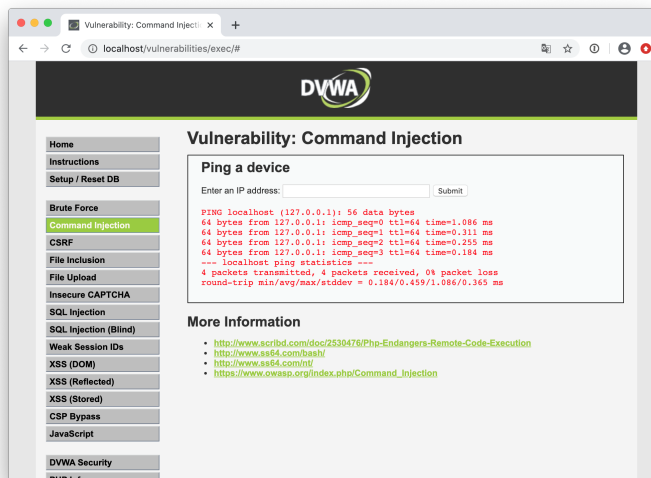 Vulnerability: Command Injecti
localhost/vulnerabilities/exec/#
DVWA
Home
Instructions
Setup / Reset DB
Brute Force
Command Injection
CSRF
File Inclusion
File Upload
Insecure CAPTCHA
SQL Injection
SQL Injection (Blind)
Weak Session IDs
XSS (DOM)
XSS (Reflected)
XSS (Stored)
CSP Bypass
JavaScript
DVWA Security
Vulnerability: Command Injection
Ping a device
Enter an IP address: Submit
PING localhost (127.0.0.1): 56 data bytes
64 bytes from 127.0.0.1: icmp_seq=0 ttl=64 time=1.086 ms
64 bytes from 127.0.0.1: icmp_seq=1 ttl=64 time=0.311 ms
64 bytes from 127.0.0.1: icmp_seq=2 ttl=64 time=0.255 ms
64 bytes from 127.0.0.1: icmp_seq=3 ttl=64 time=0.184 ms
--- localhost ping statistics ---
4 packets transmitted, 4 packets received, 0% packet loss
round-trip min/avg/max/stddev = 0.184/0.459/1.086/0.365 ms
More Information
http://www.scribd.com/doc/2530476/Php-Endangers-Remote-Code-Execution
http://www.ss64.com/bash/
http://www.ss64.com/nt/
https://www.owasp.org/index.php/Command_Injection